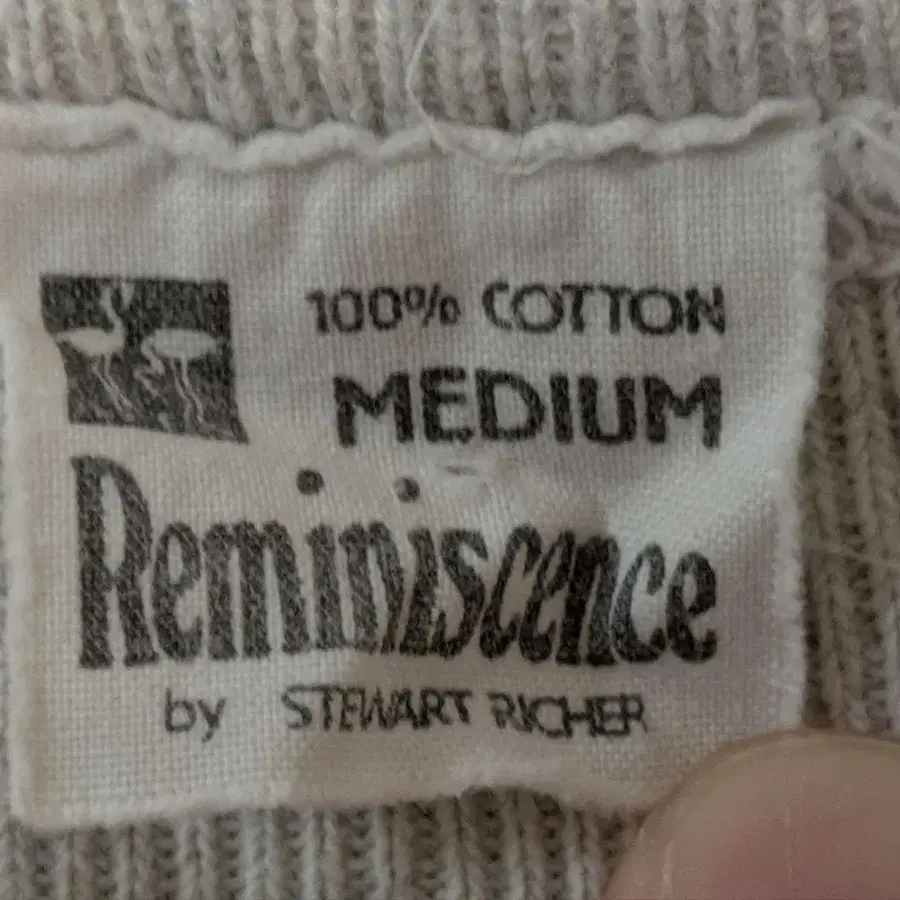 100% COTTON
MEDIUM
Reminiscence
by STEWART RICHER